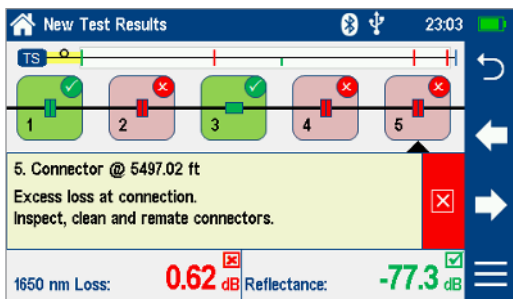 New Test Results 23:03
TS
1 2 3 4 5
5. Connector @ 5497.02 ft
Excess loss at connection.
Inspect, clean and remate connectors.
1650 nm Loss: 0.62 dB Reflectance: -77.3 dB